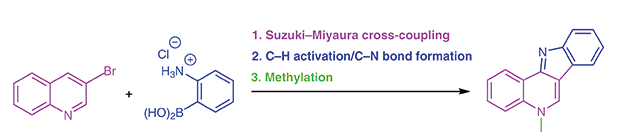 1. Suzuki–Miyaura cross-coupling
2. C–H activation/C–N bond formation
3. Methylation
Br
N
+
Cl
−
+
H₃N
(HO)₂B
N
N